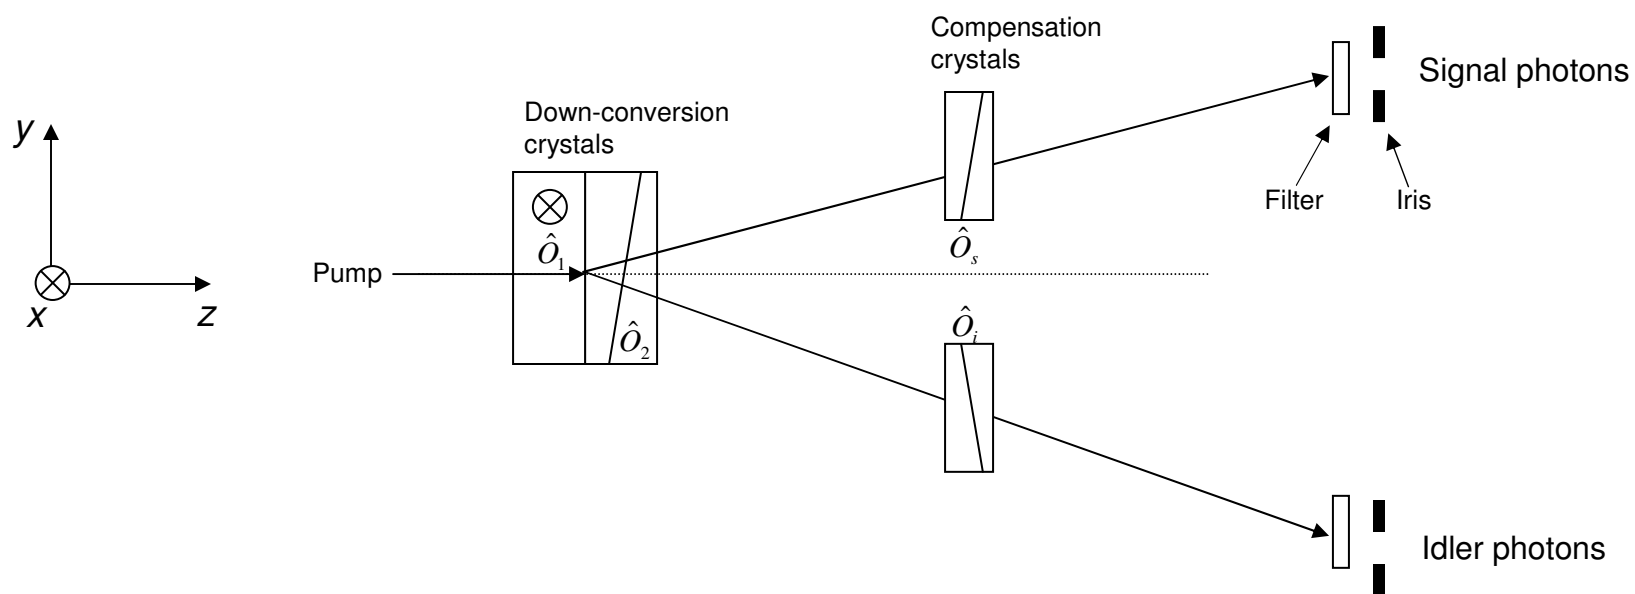 Compensation
crystals
Signal photons
Down-conversion
crystals
y
Filter
Iris
Ô₁
Ôₛ
Pump
x
z
Ô₂
Ôᵢ
Idler photons